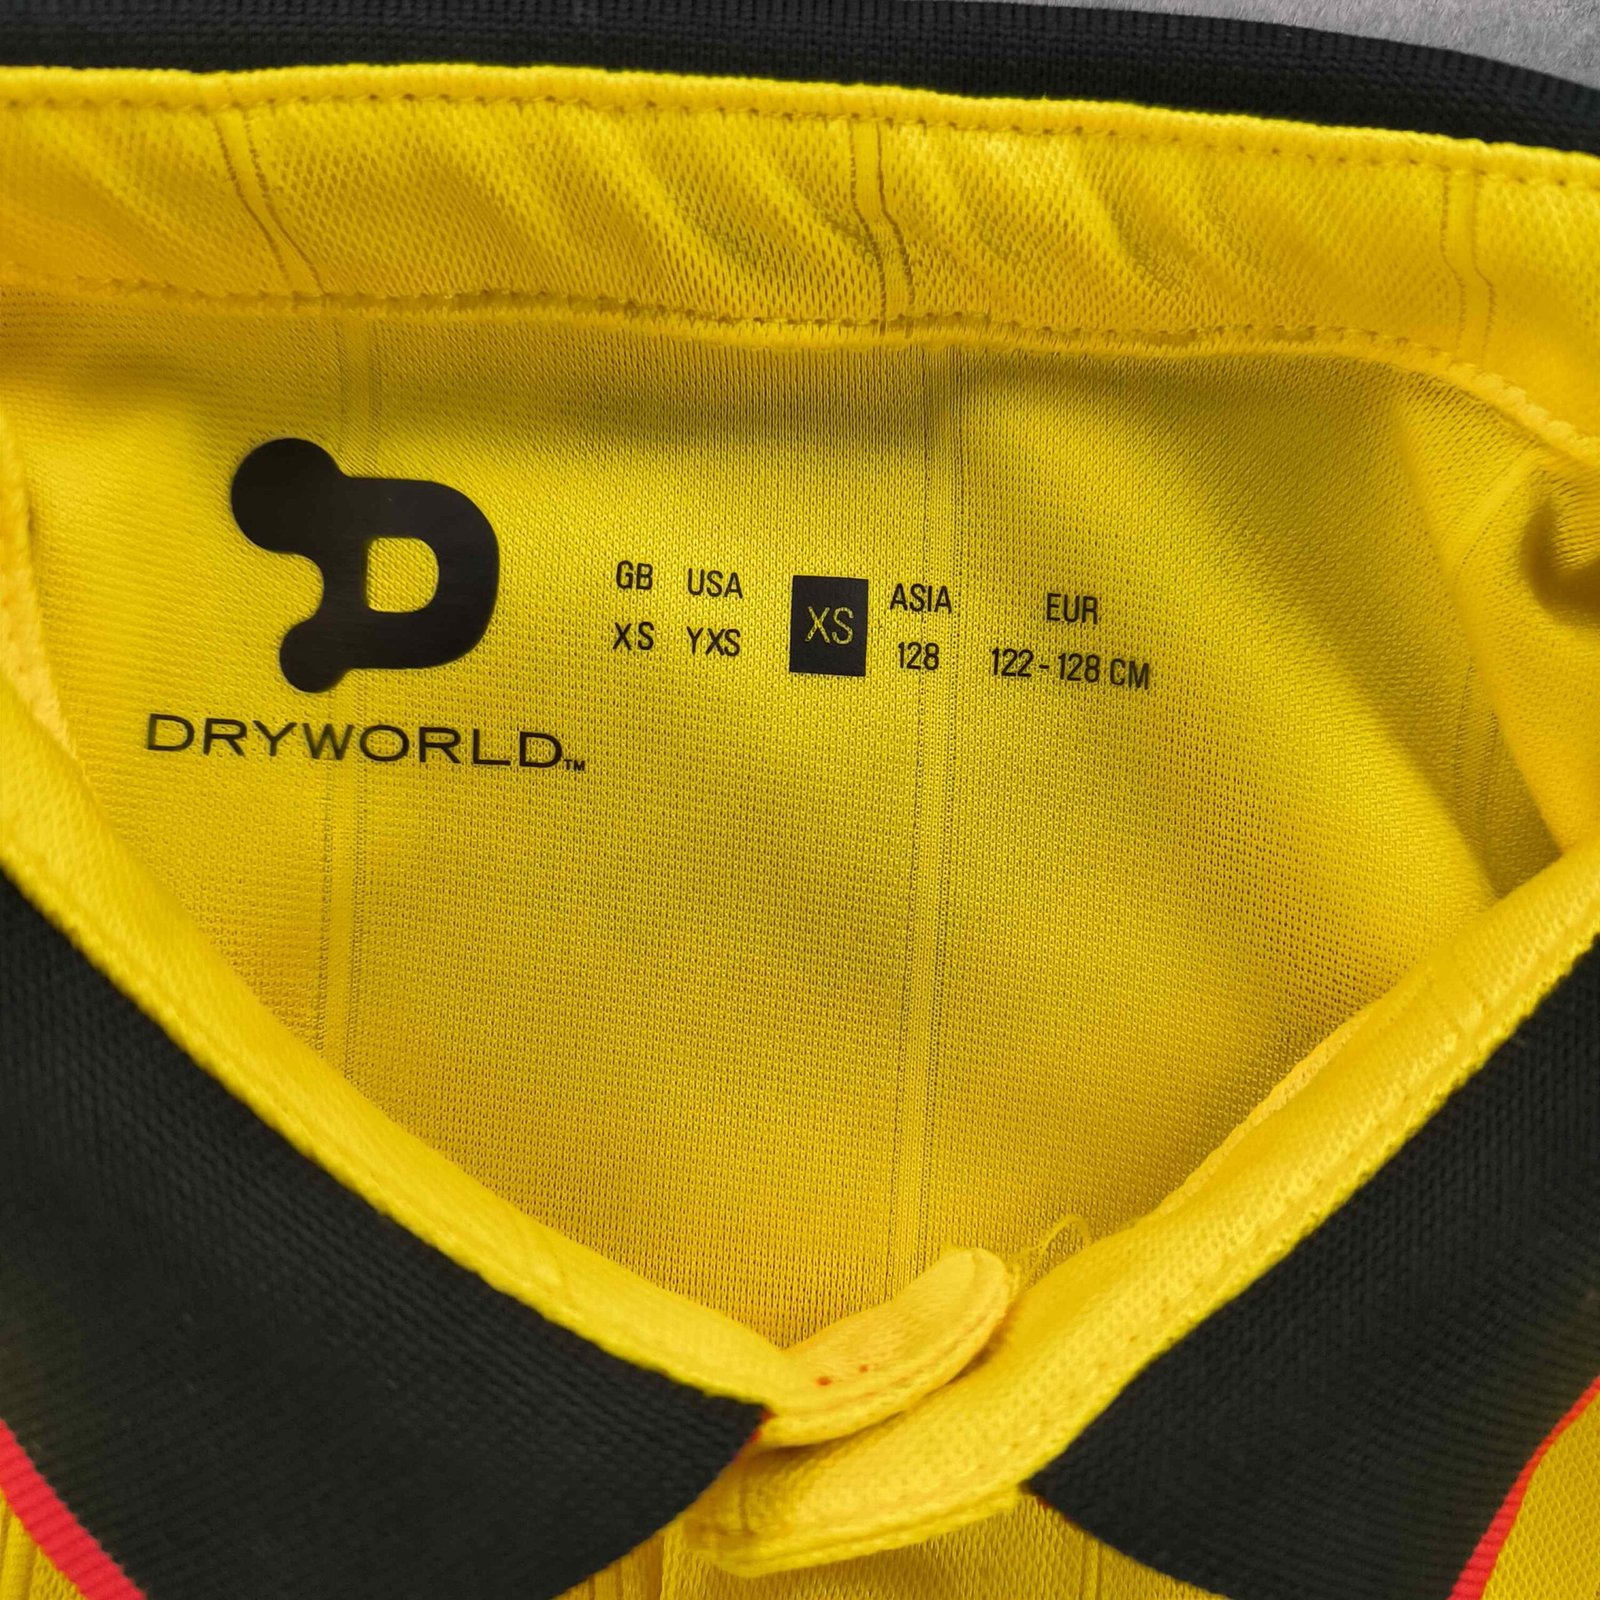 DRYWORLD™
GB USA XS ASIA EUR
XS YXS 128 122 - 128 CM